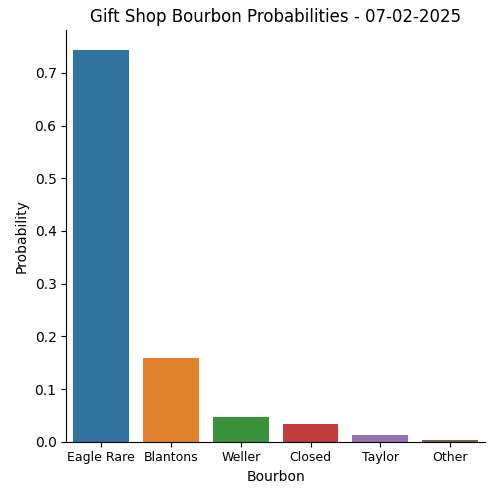 Gift Shop Bourbon Probabilities - 07-02-2025
Probability
0.7
0.6
0.5
0.4
0.3
0.2
0.1
0.0
Eagle Rare Blantons Weller Closed Taylor Other
Bourbon